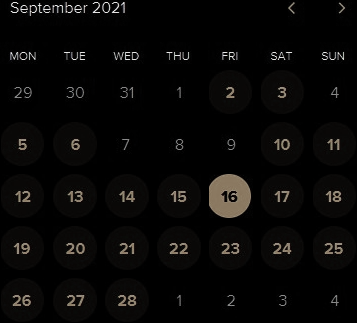 September 2021
MON TUE WED THU FRI SAT SUN
29 30 31 1 2 3 4
5 6 7 8 9 10 11
12 13 14 15 16 17 18
19 20 21 22 23 24 25
26 27 28 1 2 3 4